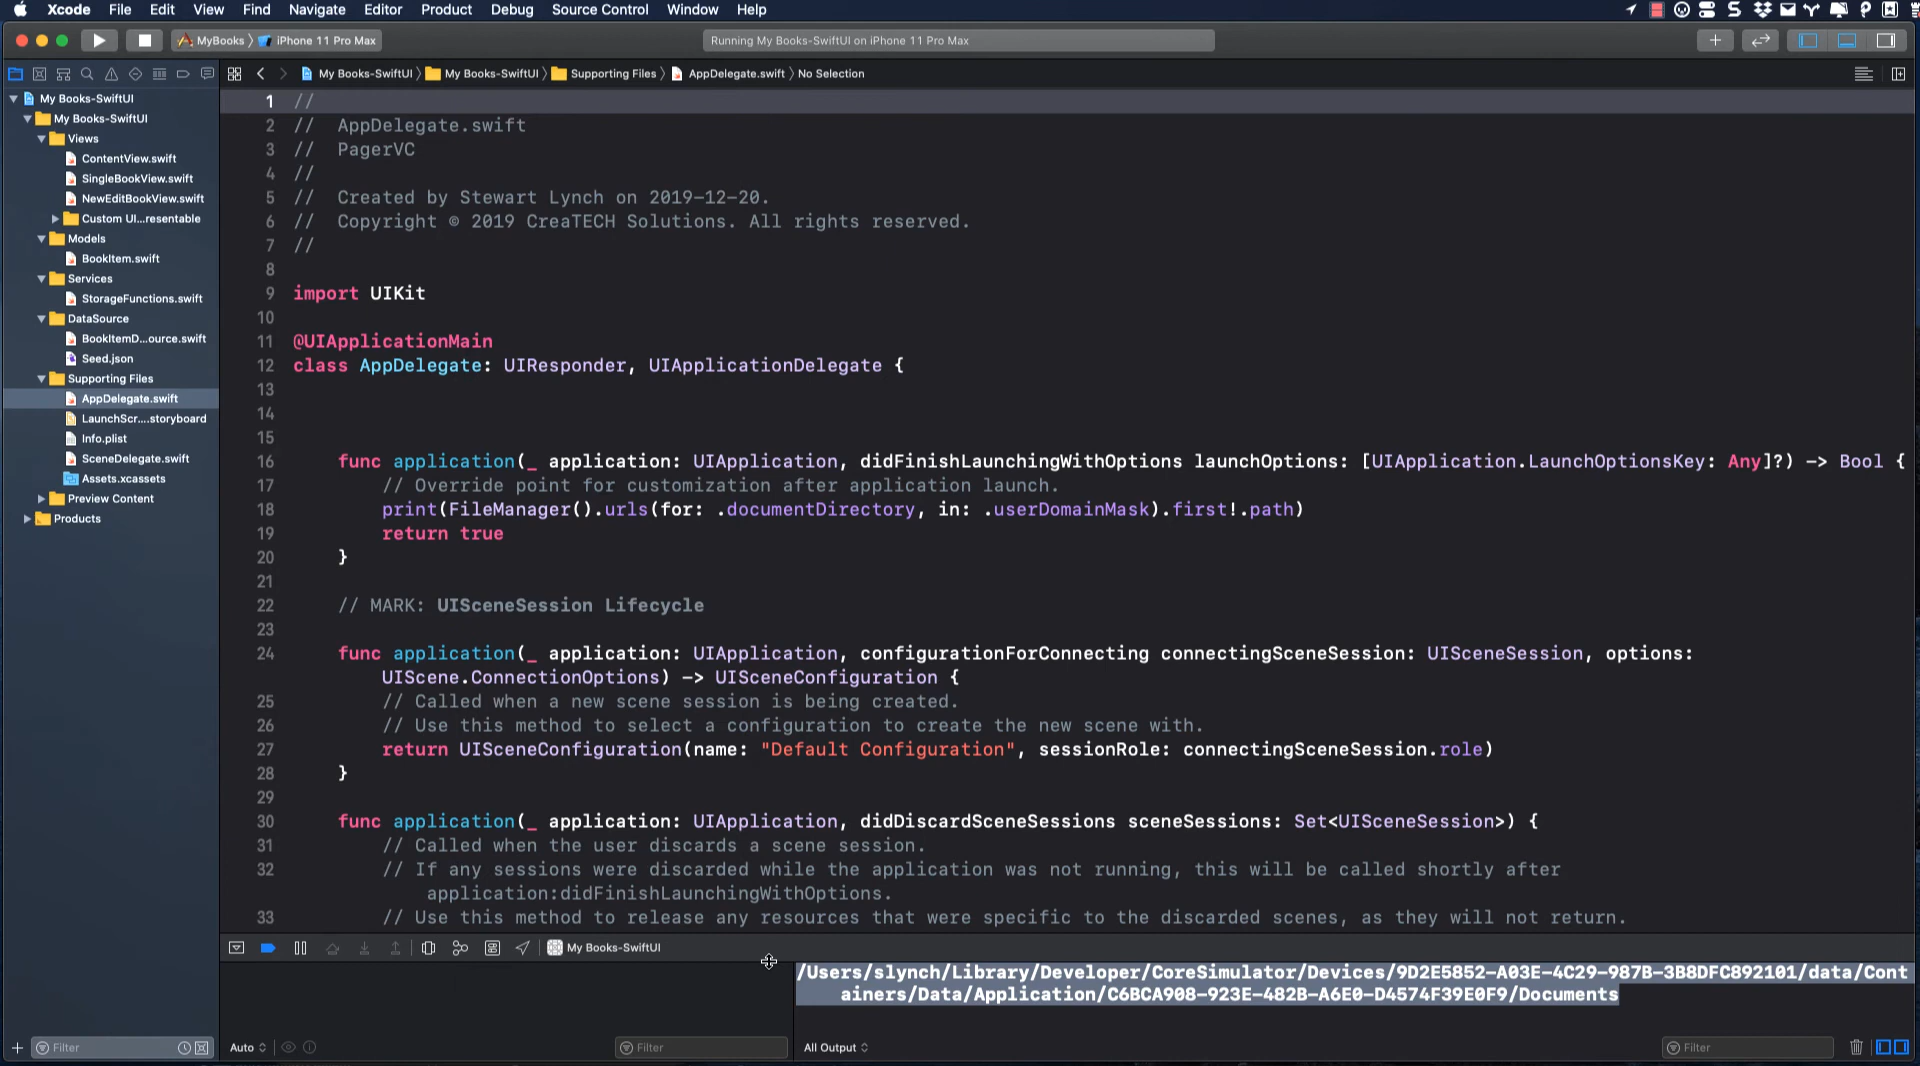 Xcode File Edit View Find Navigate Editor Product Debug Source Control Window Help
MyBooks iPhone 11 Pro Max
Running My Books-SwiftUI on iPhone 11 Pro Max
My Books-SwiftUI My Books-SwiftUI Supporting Files AppDelegate.swift No Selection
My Books-SwiftUI
My Books-SwiftUI
Views
ContentView.swift
SingleBookView.swift
NewEditBookView.swift
Custom UI...resentable
Models
BookItem.swift
Services
StorageFunctions.swift
DataSource
BookItemD...ource.swift
Seed.json
Supporting Files
AppDelegate.swift
LaunchScr....storyboard
Info.plist
SceneDelegate.swift
Assets.xcassets
Preview Content
Products
Filter
1 //
2 //  AppDelegate.swift
3 //  PagerVC
4 //
5 //  Created by Stewart Lynch on 2019-12-20.
6 //  Copyright © 2019 CreaTECH Solutions. All rights reserved.
7 //
8
9 import UIKit
10
11 @UIApplicationMain
12 class AppDelegate: UIResponder, UIApplicationDelegate {
13
14
15
16     func application(_ application: UIApplication, didFinishLaunchingWithOptions launchOptions: [UIApplication.LaunchOptionsKey: Any]?) -> Bool {
17         // Override point for customization after application launch.
18         print(FileManager().urls(for: .documentDirectory, in: .userDomainMask).first!.path)
19         return true
20     }
21
22     // MARK: UISceneSession Lifecycle
23
24     func application(_ application: UIApplication, configurationForConnecting connectingSceneSession: UISceneSession, options:
UIScene.ConnectionOptions) -> UISceneConfiguration {
25         // Called when a new scene session is being created.
26         // Use this method to select a configuration to create the new scene with.
27         return UISceneConfiguration(name: "Default Configuration", sessionRole: connectingSceneSession.role)
28     }
29
30     func application(_ application: UIApplication, didDiscardSceneSessions sceneSessions: Set<UISceneSession>) {
31         // Called when the user discards a scene session.
32         // If any sessions were discarded while the application was not running, this will be called shortly after
application:didFinishLaunchingWithOptions.
33         // Use this method to release any resources that were specific to the discarded scenes, as they will not return.
My Books-SwiftUI
/Users/slynch/Library/Developer/CoreSimulator/Devices/9D2E5852-A03E-4C29-987B-3B8DFC892101/data/Cont
ainers/Data/Application/C6BCA908-923E-482B-A6E0-D4574F39E0F9/Documents
Auto Filter All Output Filter